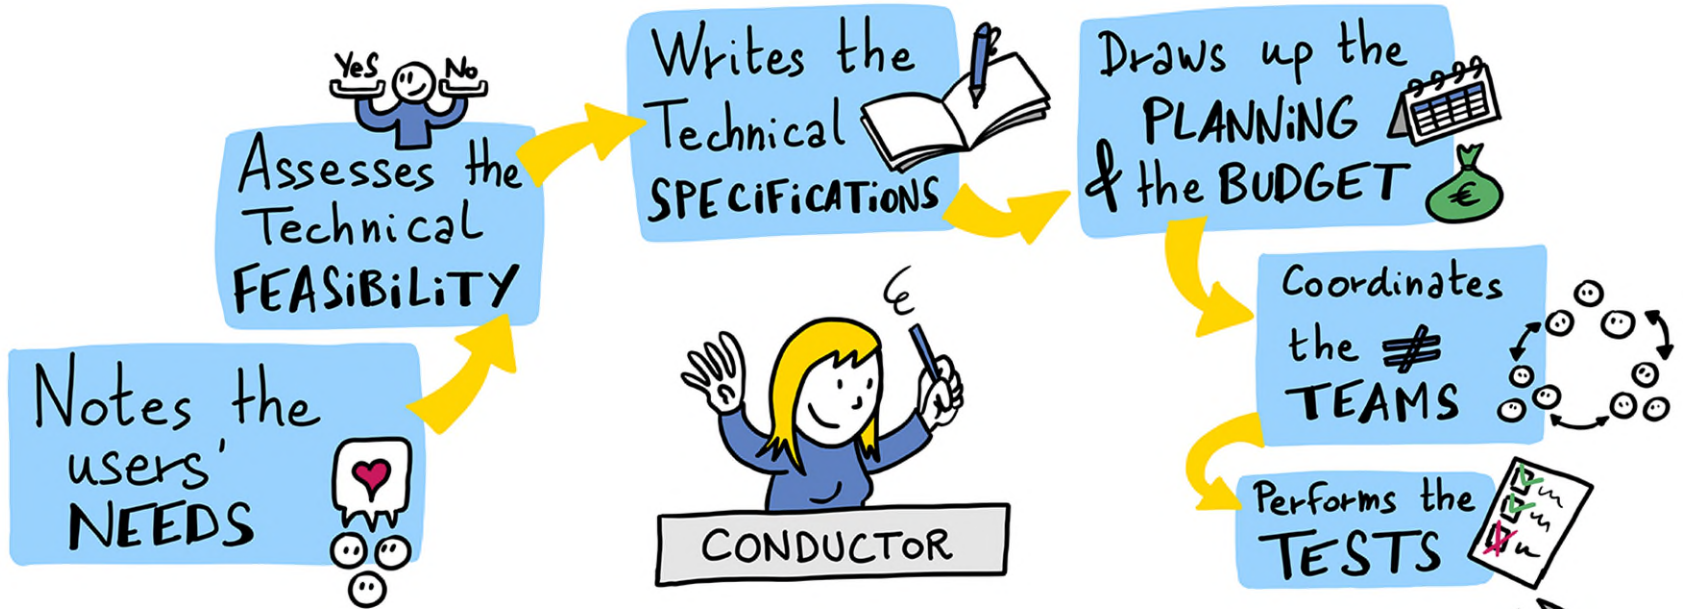 Notes the
users'
NEEDS
Yes No
Assesses the
Technical
FEASiBiLiTY
Writes the
Technical
SPECiFiCATiONS
Draws up the
PLANNiNG
& the BUDGET
€
Coordinates
the ≠
TEAMS
Performs the
TESTS
CONDUCTOR